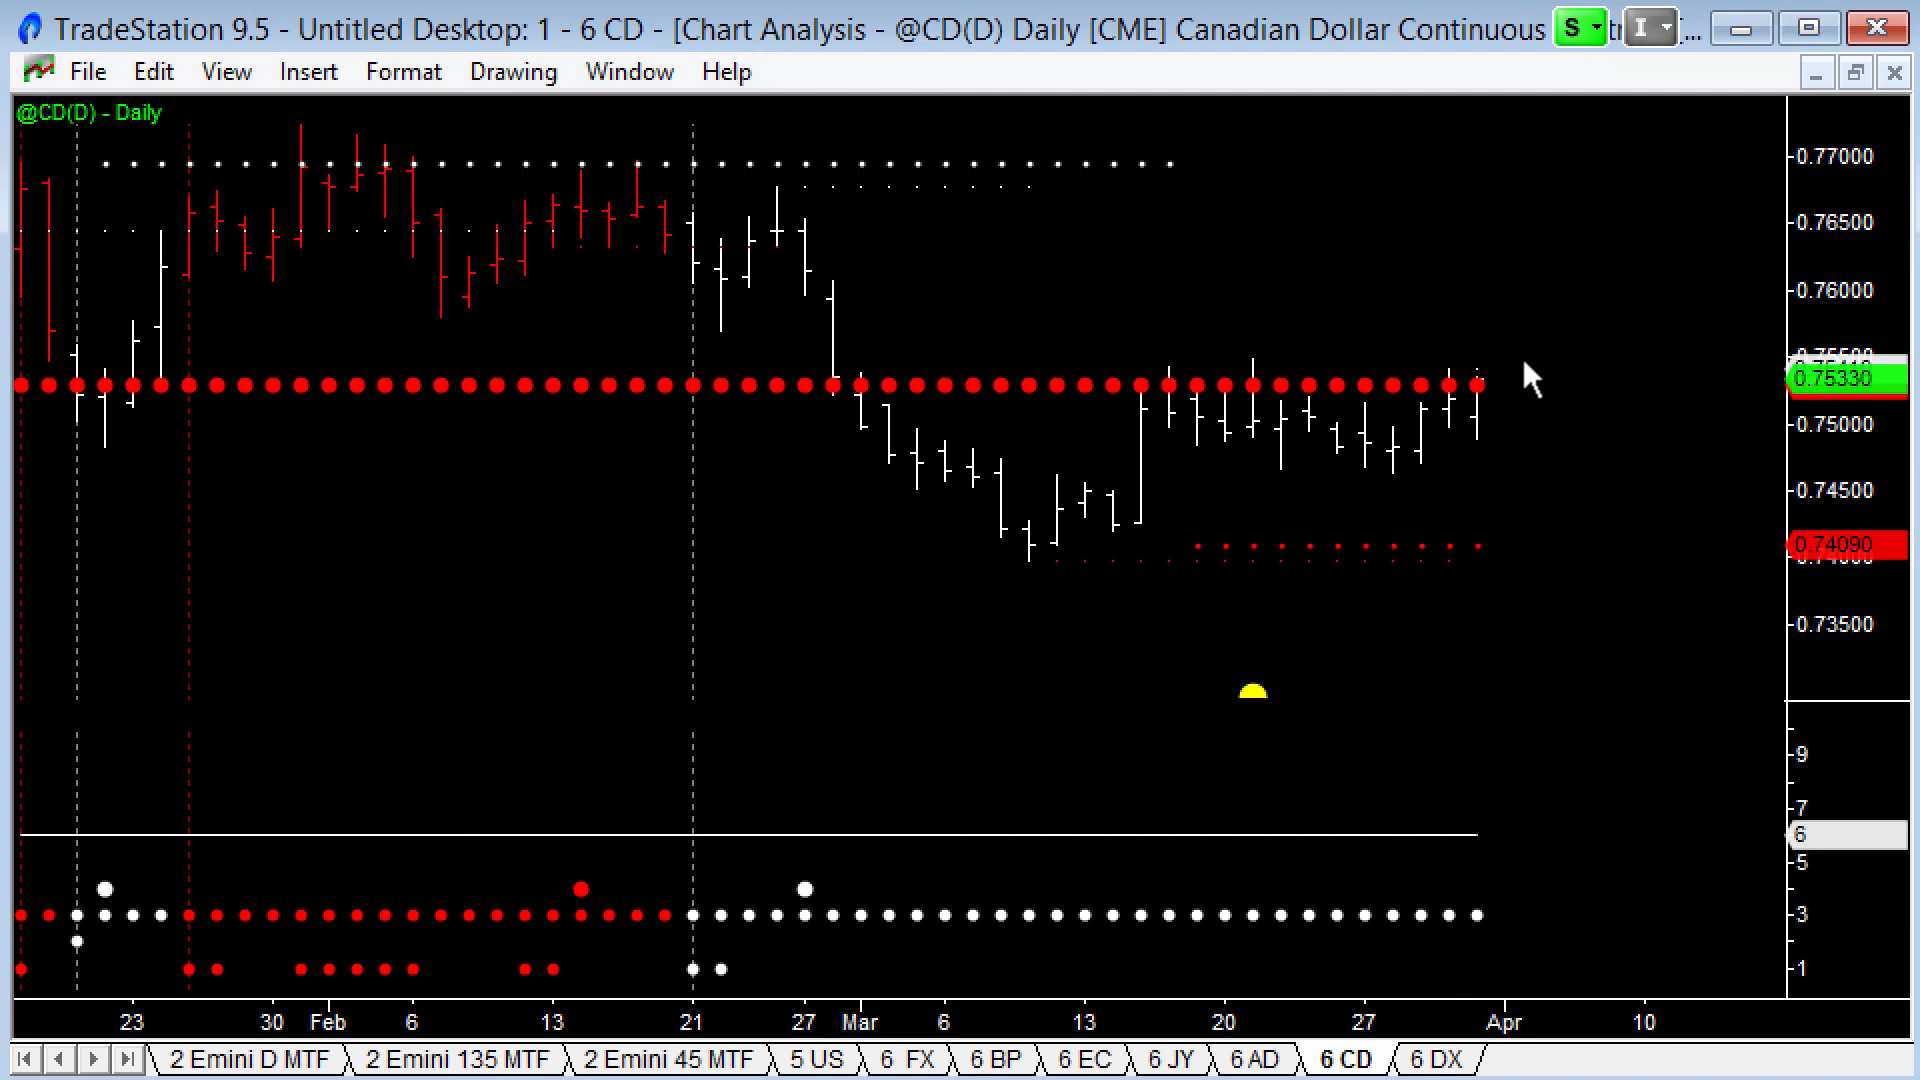 TradeStation 9.5 - Untitled Desktop: 1 - 6 CD - [Chart Analysis - @CD(D) Daily [CME] Canadian Dollar Continuous
S
I
[...
File Edit View Insert Format Drawing Window Help
@CD(D) - Daily
0.77000
0.76500
0.76000
0.75500
0.75330
0.75000
0.74500
0.74090
0.74000
0.73500
9
7
6
5
3
1
23 30 Feb 6 13 21 27 Mar 6 13 20 27 Apr 10
2 Emini D MTF 2 Emini 135 MTF 2 Emini 45 MTF 5 US 6 FX 6 BP 6 EC 6 JY 6 AD 6 CD 6 DX